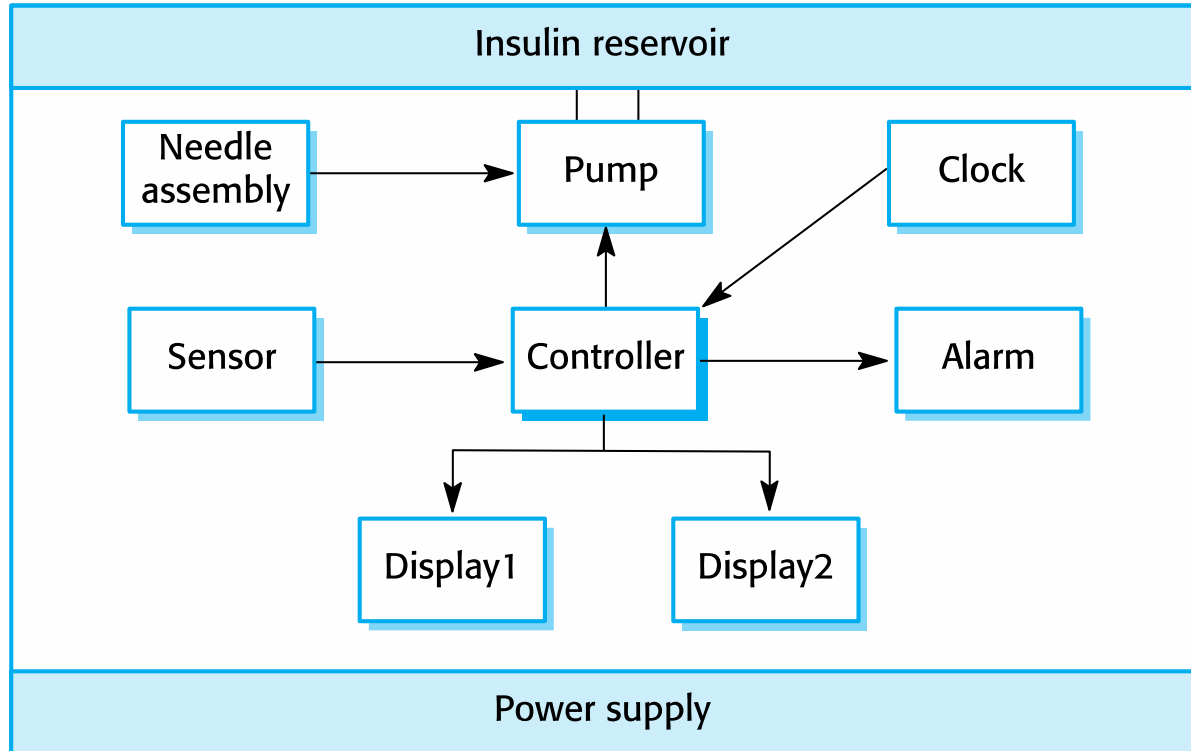 Insulin reservoir
Needle
assembly
Pump
Clock
Sensor
Controller
Alarm
Display1
Display2
Power supply